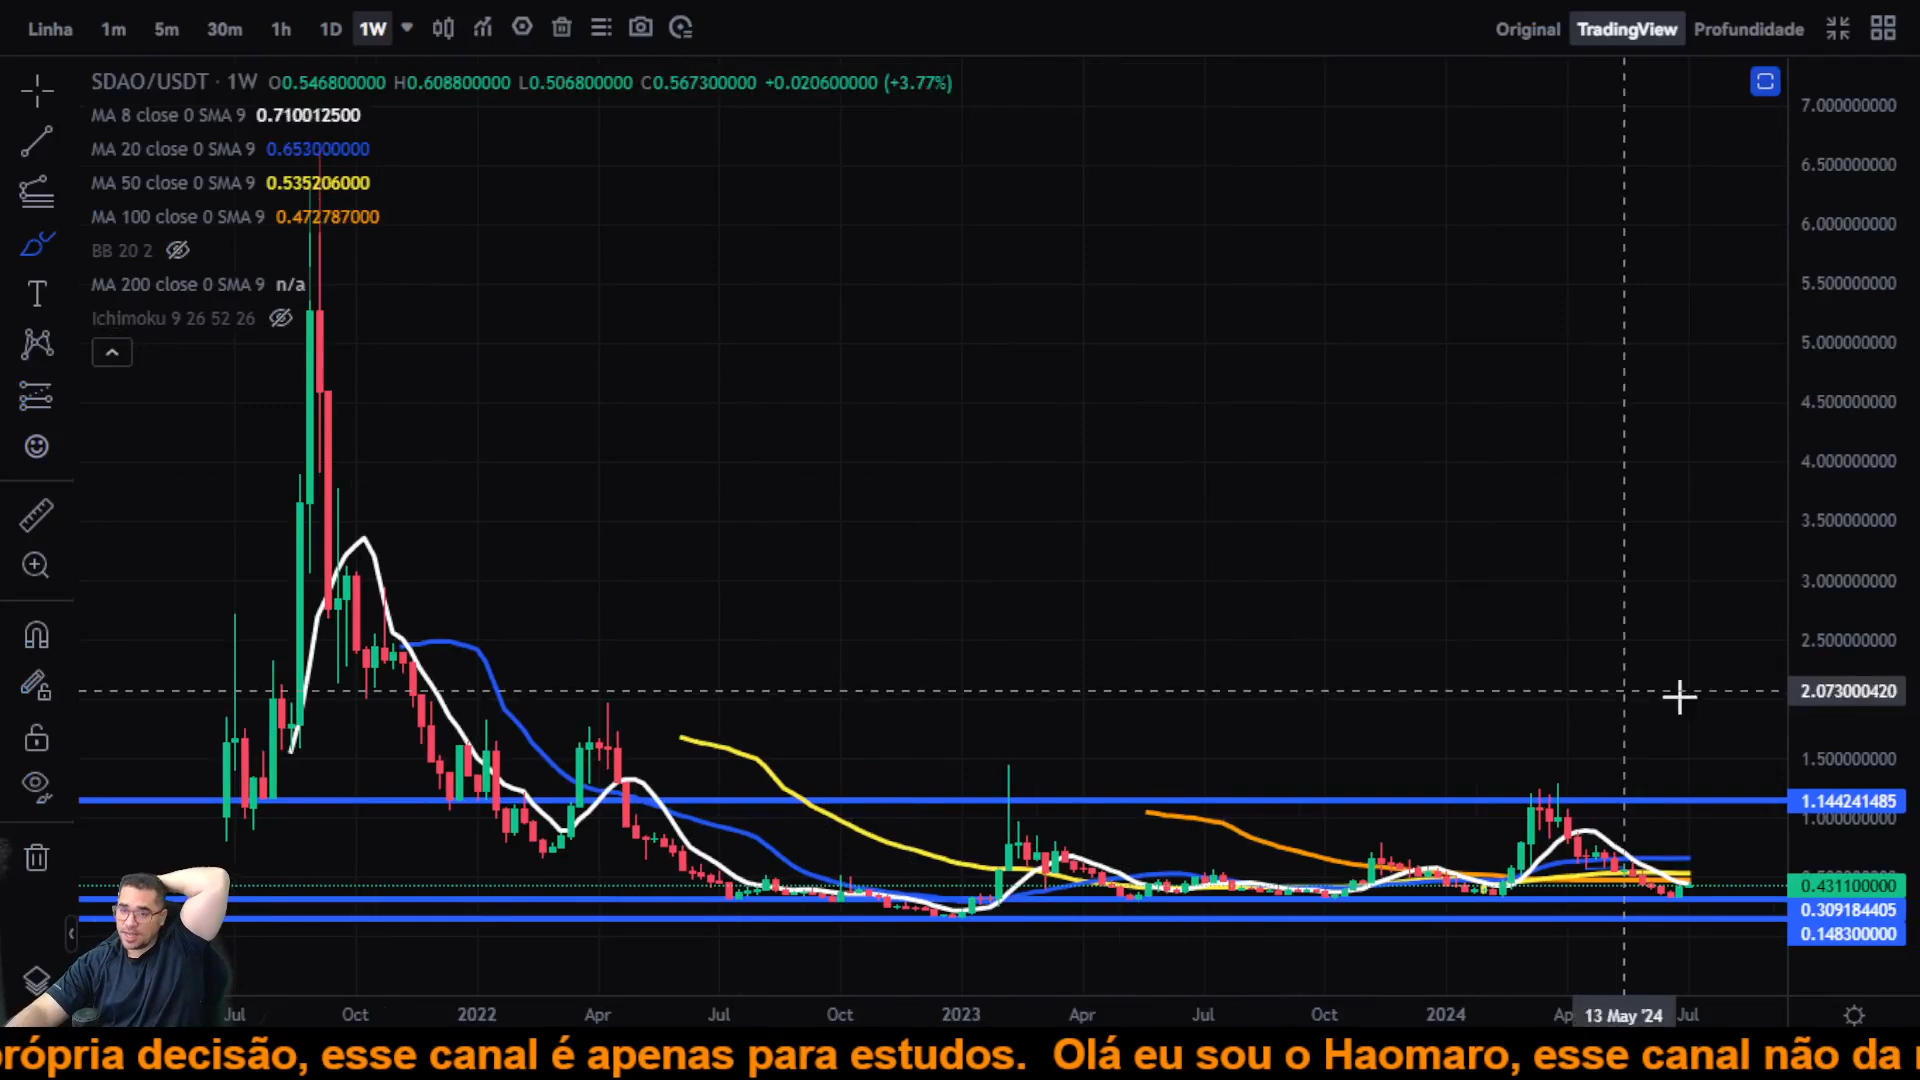 Linha 1m 5m 30m 1h 1D 1W Original TradingView Profundidade
SDAO/USDT · 1W O0.546800000 H0.608800000 L0.506800000 C0.567300000 +0.020600000 (+3.77%)
MA 8 close 0 SMA 9 0.710012500
MA 20 close 0 SMA 9 0.653000000
MA 50 close 0 SMA 9 0.535206000
MA 100 close 0 SMA 9 0.472787000
BB 20 2
MA 200 close 0 SMA 9 n/a
Ichimoku 9 26 52 26
7.000000000
6.500000000
6.000000000
5.500000000
5.000000000
4.500000000
4.000000000
3.500000000
3.000000000
2.500000000
2.073000420
1.500000000
1.144241485
1.000000000
0.431100000
0.309184405
0.148300000
Jul Oct 2022 Apr Jul Oct 2023 Apr Jul Oct 2024 13 May '24 Jul
própria decisão, esse canal é apenas para estudos. Olá eu sou o Haomaro, esse canal não da